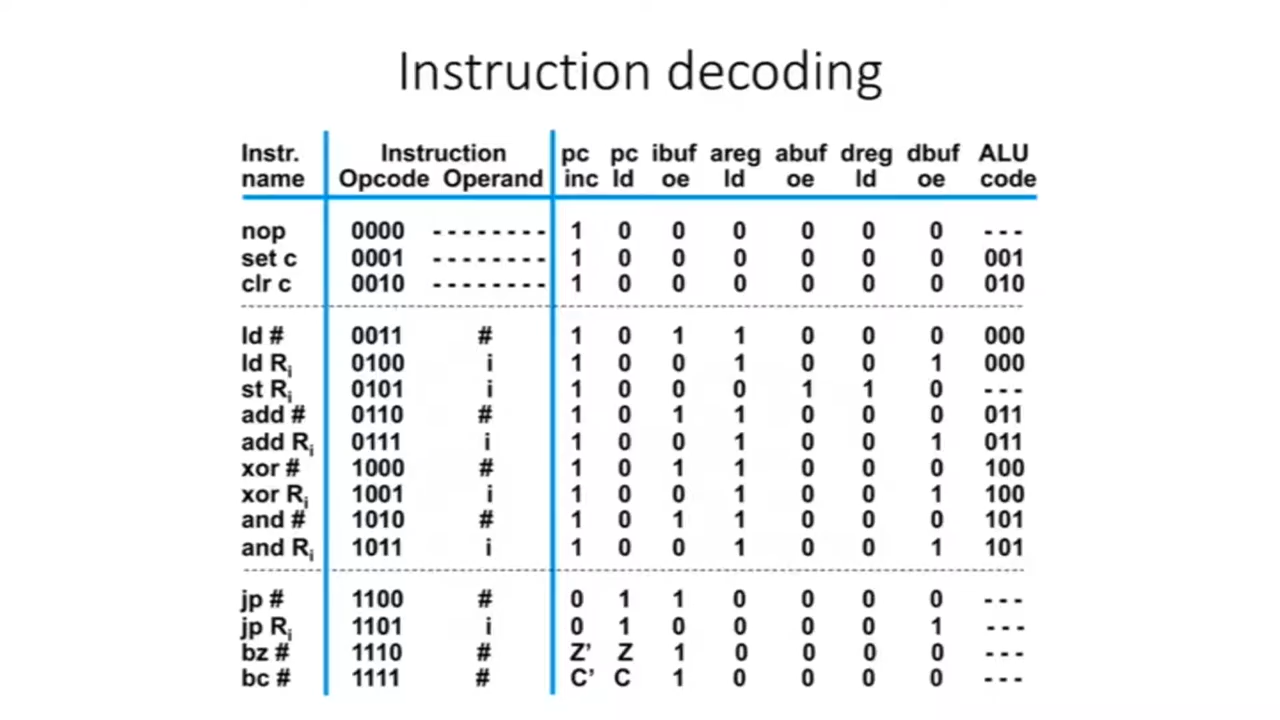 Instruction decoding
Instr. Instruction pc pc ibuf areg abuf dreg dbuf ALU
name Opcode Operand inc ld oe ld oe ld oe code
nop 0000 - - - - - - - - 1 0 0 0 0 0 0 - - -
set c 0001 - - - - - - - - 1 0 0 0 0 0 0 001
clr c 0010 - - - - - - - - 1 0 0 0 0 0 0 010
ld # 0011 # 1 0 1 1 0 0 0 000
ld Ri 0100 i 1 0 0 1 0 0 1 000
st Ri 0101 i 1 0 0 0 1 1 0 - - -
add # 0110 # 1 0 1 1 0 0 0 011
add Ri 0111 i 1 0 0 1 0 0 1 011
xor # 1000 # 1 0 1 1 0 0 0 100
xor Ri 1001 i 1 0 0 1 0 0 1 100
and # 1010 # 1 0 1 1 0 0 0 101
and Ri 1011 i 1 0 0 1 0 0 1 101
jp # 1100 # 0 1 1 0 0 0 0 - - -
jp Ri 1101 i 0 1 0 0 0 0 1 - - -
bz # 1110 # Z' Z 1 0 0 0 0 - - -
bc # 1111 # C' C 1 0 0 0 0 - - -